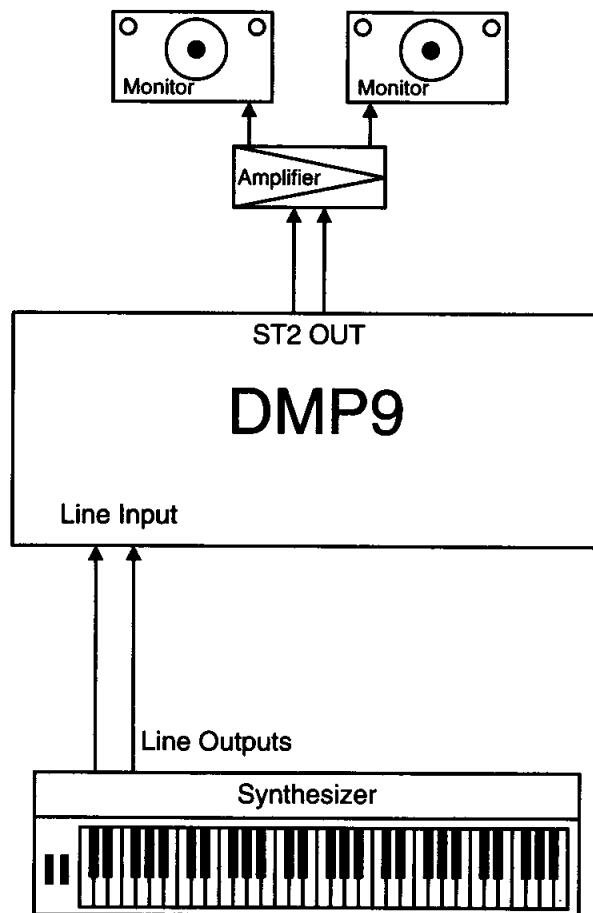 Monitor
Monitor
Amplifier
ST2 OUT
DMP9
Line Input
Line Outputs
Synthesizer